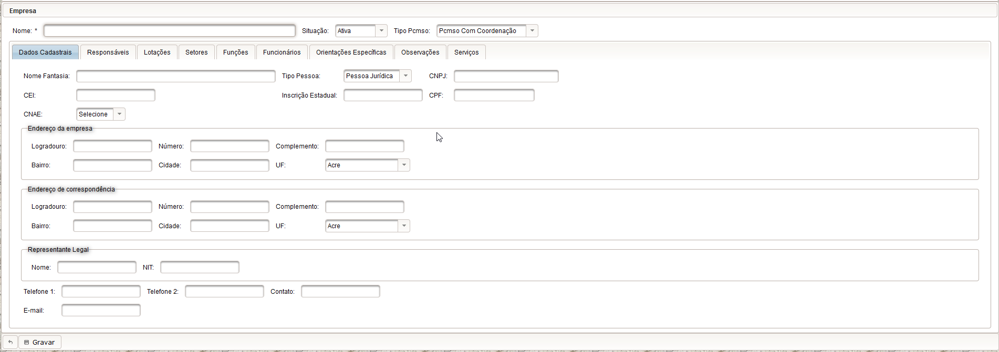 Empresa
Nome: * Situação: Ativa Tipo Pcmso: Pcmso Com Coordenação
Dados Cadastrais Responsáveis Lotações Setores Funções Funcionários Orientações Específicas Observações Serviços
Nome Fantasia: Tipo Pessoa: Pessoa Jurídica CNPJ:
CEI: Inscrição Estadual: CPF:
CNAE: Selecione
Endereço da empresa
Logradouro: Número: Complemento:
Bairro: Cidade: UF: Acre
Endereço de correspondência
Logradouro: Número: Complemento:
Bairro: Cidade: UF: Acre
Representante Legal
Nome: NIT:
Telefone 1: Telefone 2: Contato:
E-mail:
Gravar